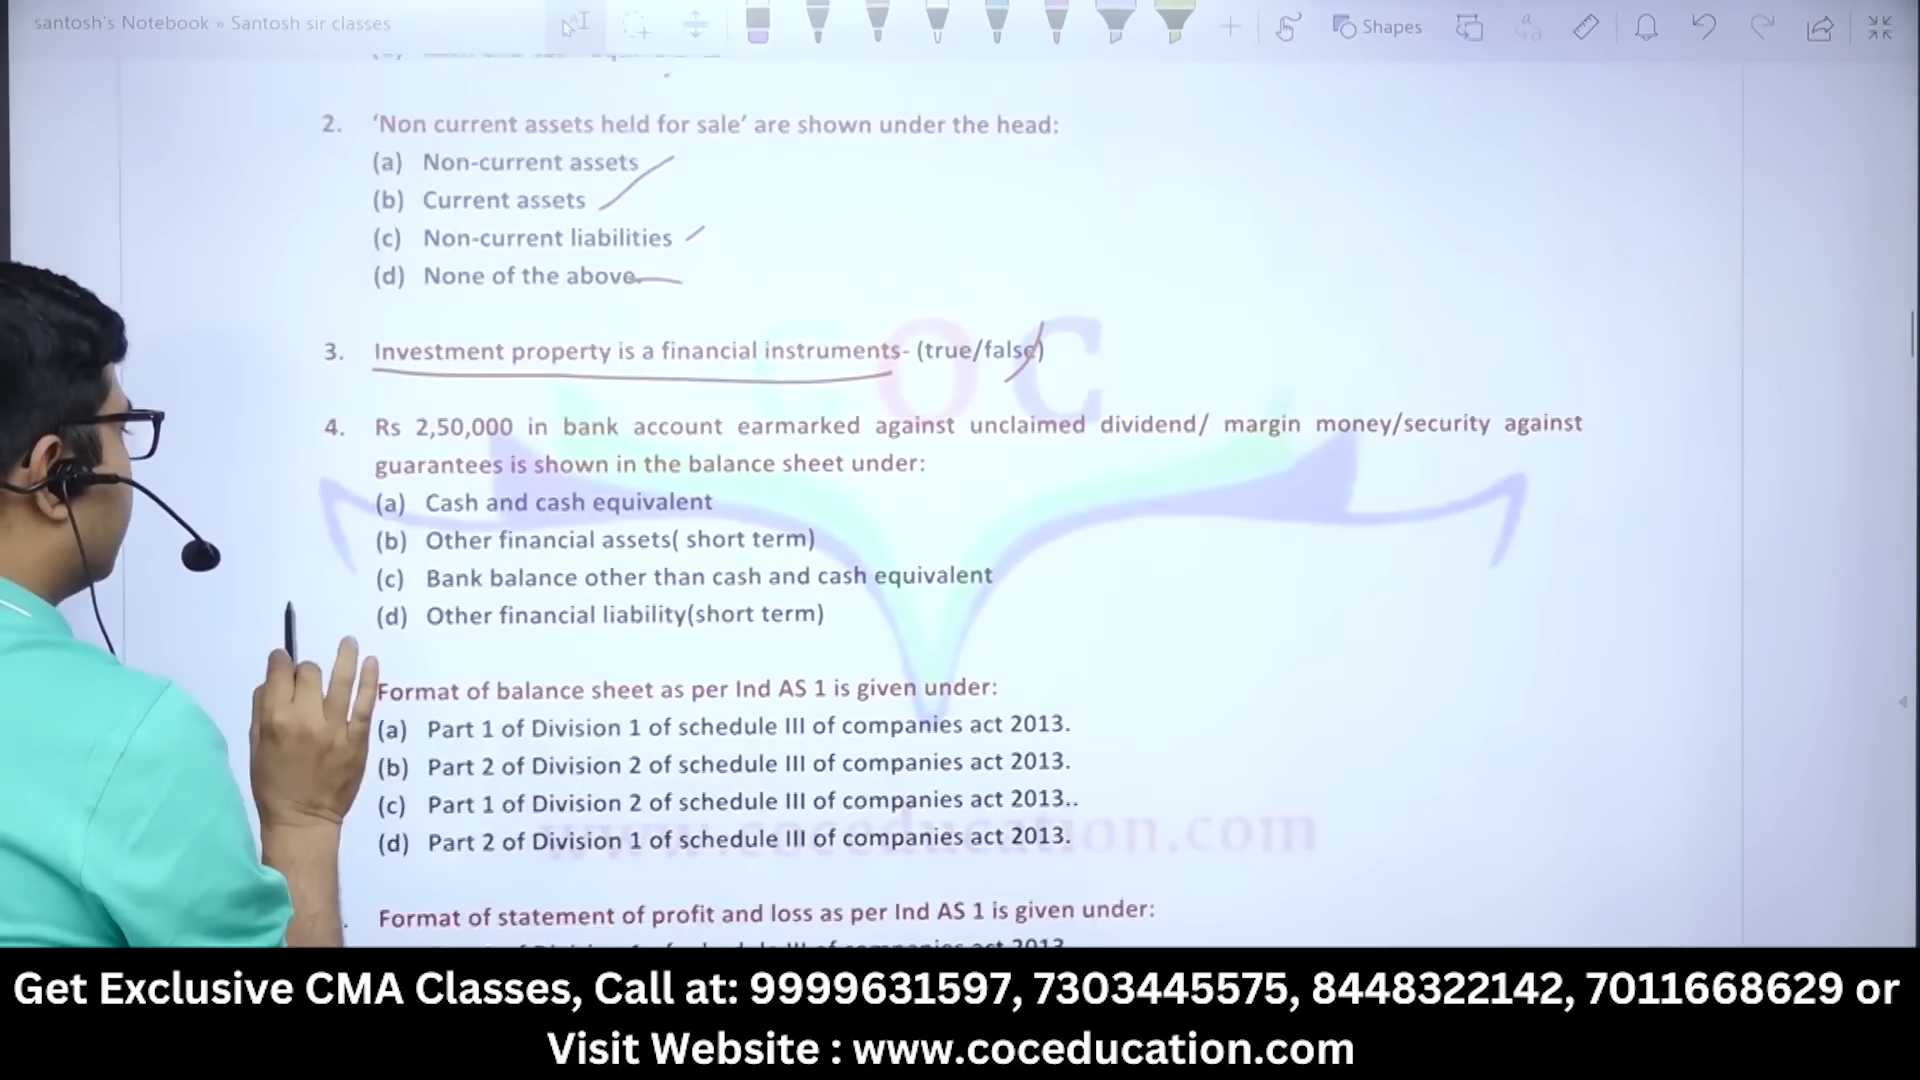 santosh's Notebook » Santosh sir classes
Shapes
2. 'Non current assets held for sale' are shown under the head:
(a) Non-current assets
(b) Current assets
(c) Non-current liabilities
(d) None of the above
3. Investment property is a financial instruments- (true/false)
COC
4. Rs 2,50,000 in bank account earmarked against unclaimed dividend/ margin money/security against
guarantees is shown in the balance sheet under:
(a) Cash and cash equivalent
(b) Other financial assets( short term)
(c) Bank balance other than cash and cash equivalent
(d) Other financial liability(short term)
Format of balance sheet as per Ind AS 1 is given under:
(a) Part 1 of Division 1 of schedule III of companies act 2013.
(b) Part 2 of Division 2 of schedule III of companies act 2013.
(c) Part 1 of Division 2 of schedule III of companies act 2013..
(d) Part 2 of Division 1 of schedule III of companies act 2013.
www.coceducation.com
Format of statement of profit and loss as per Ind AS 1 is given under:
Get Exclusive CMA Classes, Call at: 9999631597, 7303445575, 8448322142, 7011668629 or
Visit Website : www.coceducation.com